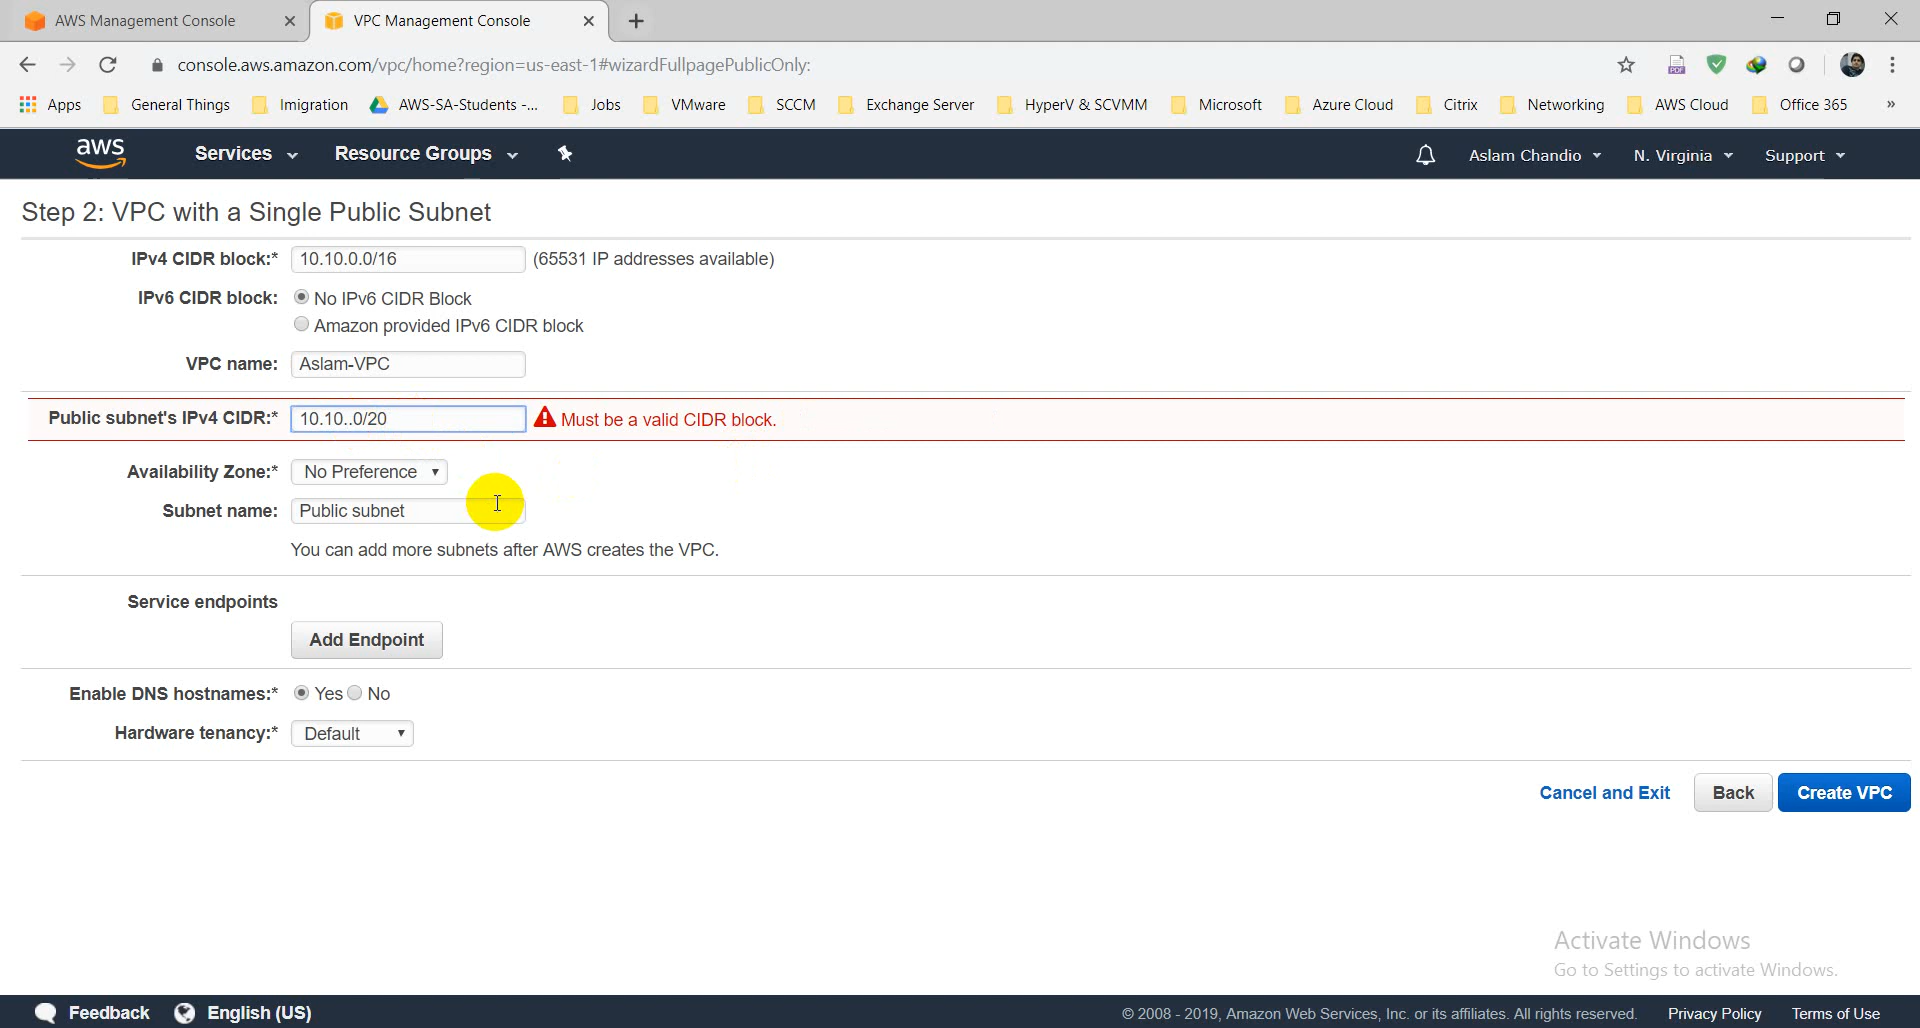 AWS Management Console
VPC Management Console
console.aws.amazon.com/vpc/home?region=us-east-1#wizardFullpagePublicOnly:
PDF
Apps General Things Imigration AWS-SA-Students -... Jobs VMware SCCM Exchange Server HyperV & SCVMM Microsoft Azure Cloud Citrix Networking AWS Cloud Office 365 »
aws Services Resource Groups Aslam Chandio N. Virginia Support
Step 2: VPC with a Single Public Subnet
IPv4 CIDR block:* 10.10.0.0/16 (65531 IP addresses available)
IPv6 CIDR block: No IPv6 CIDR Block
Amazon provided IPv6 CIDR block
VPC name: Aslam-VPC
Public subnet's IPv4 CIDR:* 10.10..0/20 Must be a valid CIDR block.
Availability Zone:* No Preference
Subnet name: Public subnet
You can add more subnets after AWS creates the VPC.
Service endpoints
Add Endpoint
Enable DNS hostnames:* Yes No
Hardware tenancy:* Default
Cancel and Exit Back Create VPC
Activate Windows
Go to Settings to activate Windows.
Feedback English (US) © 2008 - 2019, Amazon Web Services, Inc. or its affiliates. All rights reserved. Privacy Policy Terms of Use